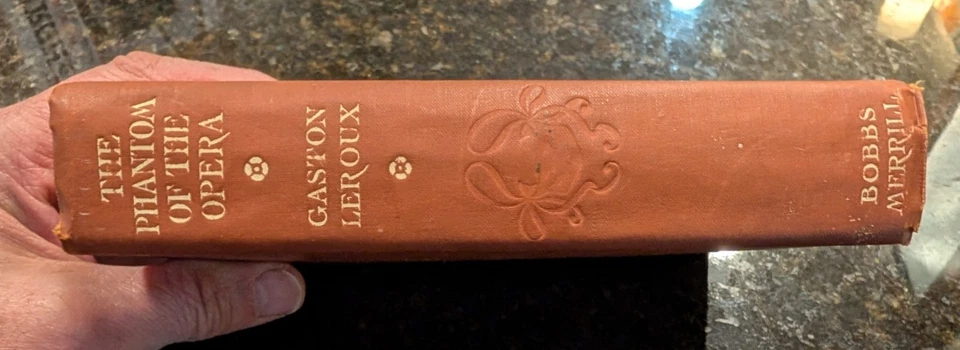 THE
PHANTOM
OF THE
OPERA
GASTON
LEROUX
BOBBS
MERRILL